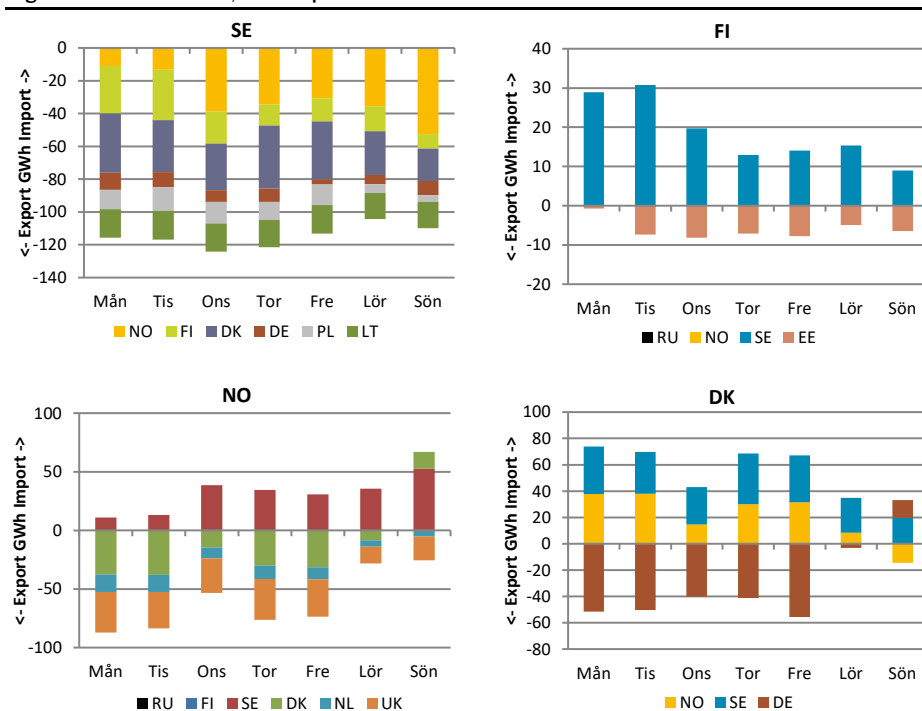 SE
<- Export GWh Import ->
0
-20
-40
-60
-80
-100
-120
-140
Mån Tis Ons Tor Fre Lör Sön
NO FI DK DE PL LT
FI
<- Export GWh Import ->
40
30
20
10
0
-10
-20
Mån Tis Ons Tor Fre Lör Sön
RU NO SE EE
NO
<- Export GWh Import ->
100
50
0
-50
-100
Mån Tis Ons Tor Fre Lör Sön
RU FI SE DK NL UK
DK
<- Export GWh Import ->
100
80
60
40
20
0
-20
-40
-60
-80
Mån Tis Ons Tor Fre Lör Sön
NO SE DE